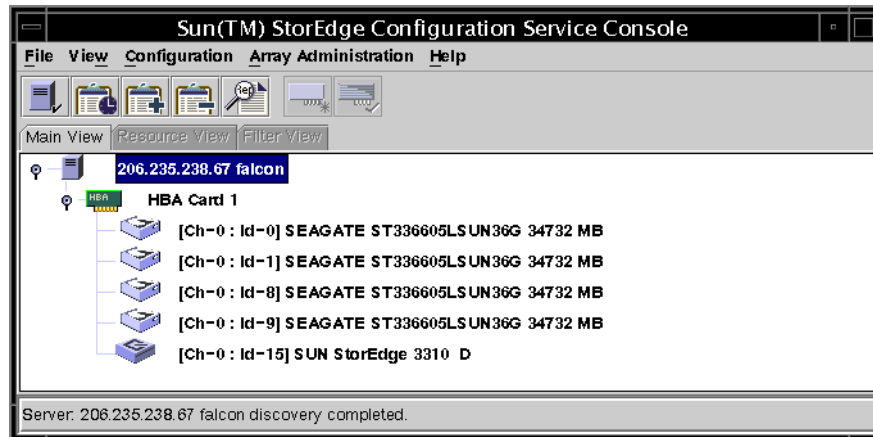 Sun(TM) StorEdge Configuration Service Console
File View Configuration Array Administration Help
Rep
Main View Resource View Filter View
206.235.238.67 falcon
HBA HBA Card 1
[Ch-0 : Id-0] SEAGATE ST336605LSUN36G 34732 MB
[Ch-0 : Id-1] SEAGATE ST336605LSUN36G 34732 MB
[Ch-0 : Id-8] SEAGATE ST336605LSUN36G 34732 MB
[Ch-0 : Id-9] SEAGATE ST336605LSUN36G 34732 MB
[Ch-0 : Id-15] SUN StorEdge 3310 D
Server: 206.235.238.67 falcon discovery completed.